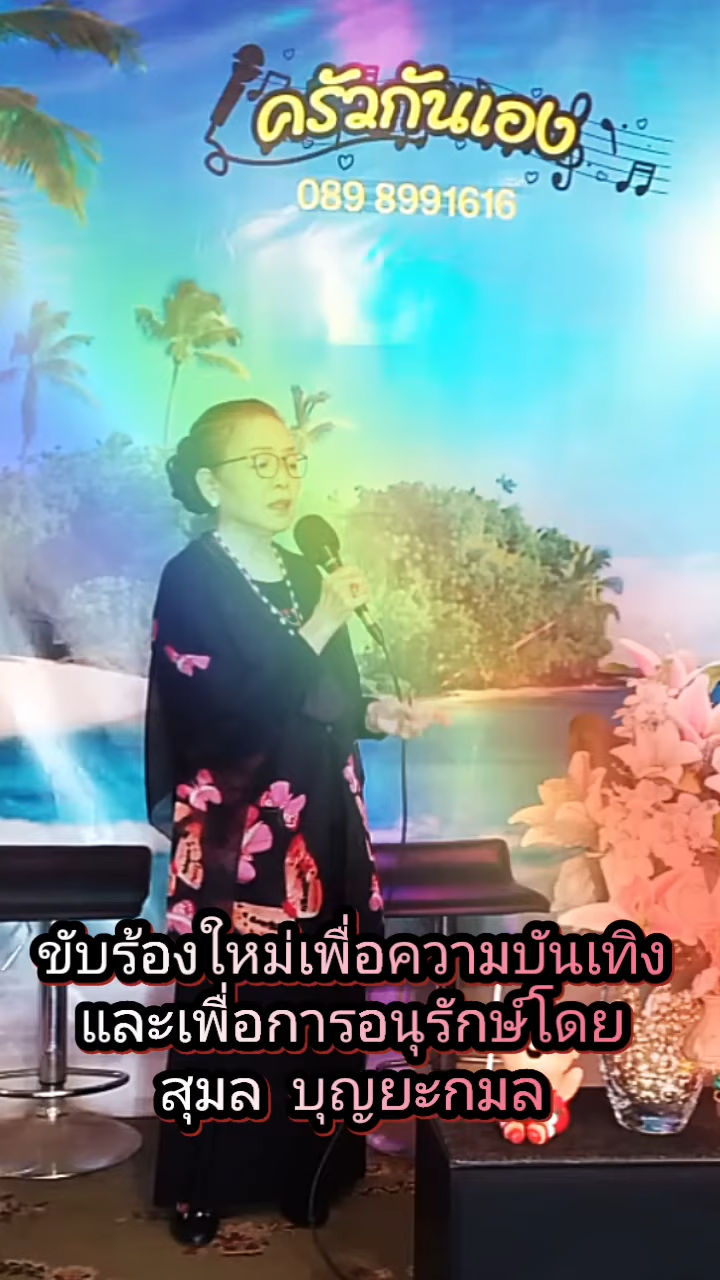 ครัวกันเอง
089 8991616
ขับร้องใหม่เพื่อความบันเทิง
และเพื่อการอนุรักษ์โดย
สุมล บุญยะกมล